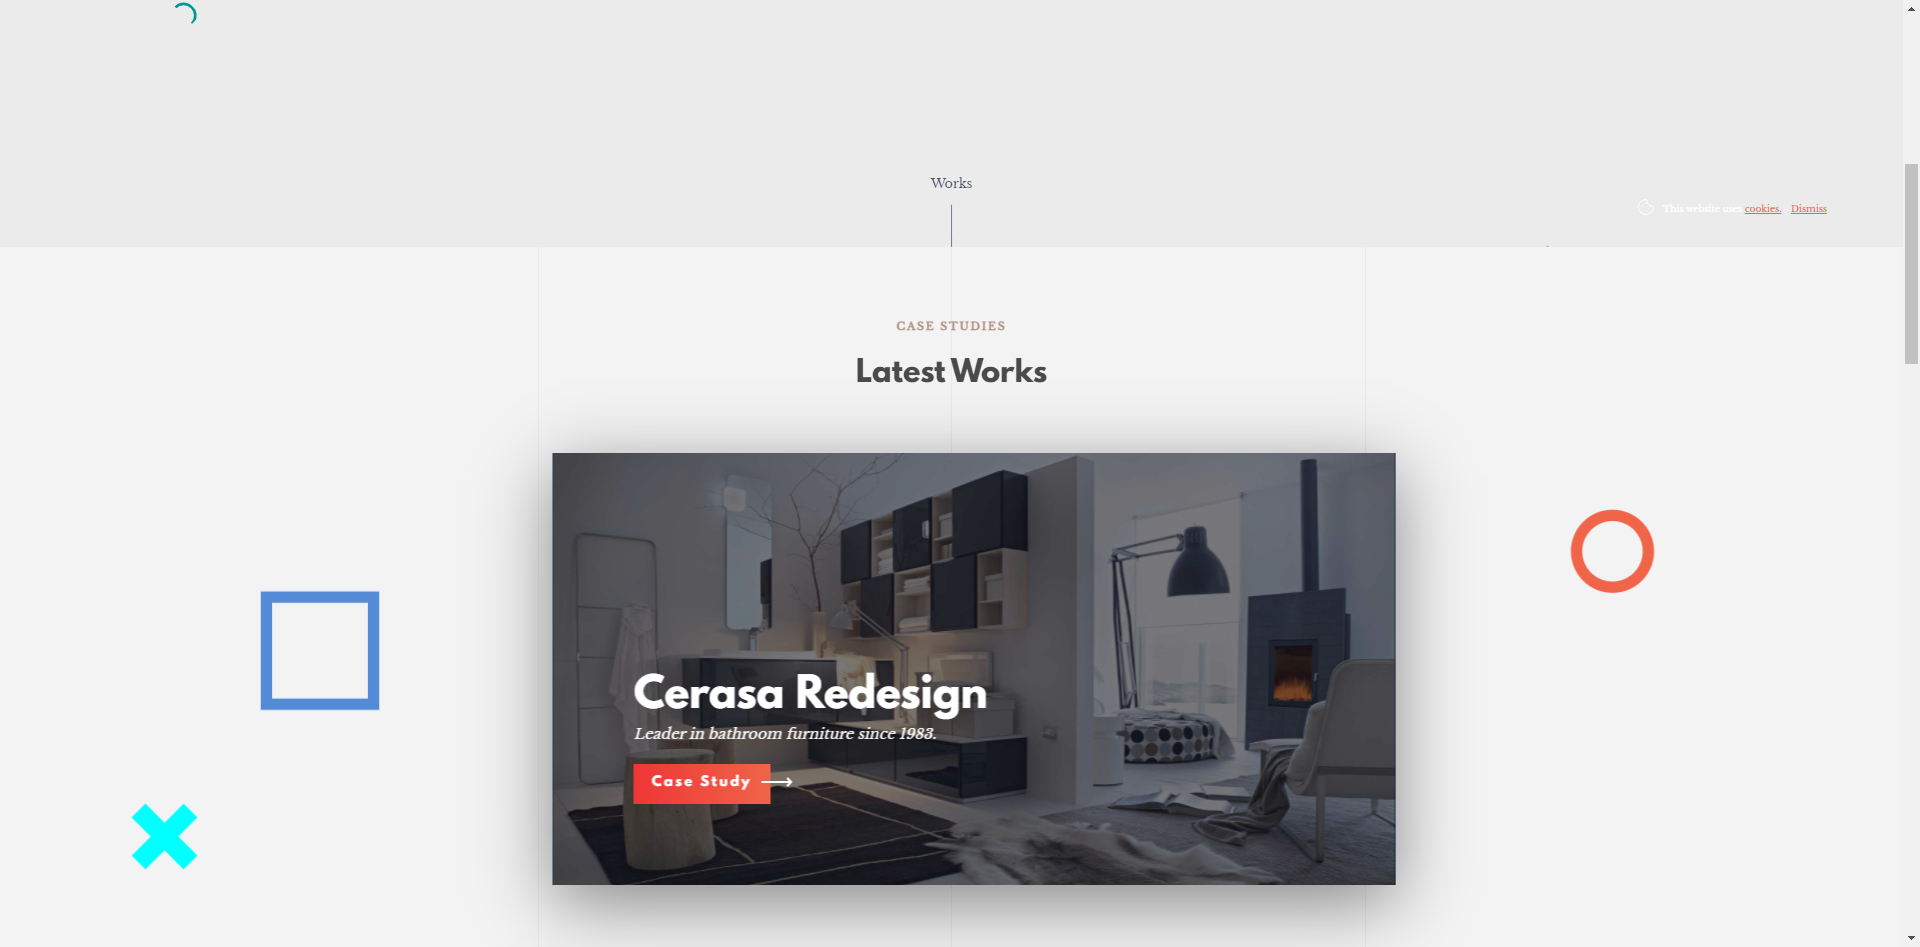 Works
This website uses cookies. Dismiss
CASE STUDIES
Latest Works
Cerasa Redesign
Leader in bathroom furniture since 1983.
Case Study